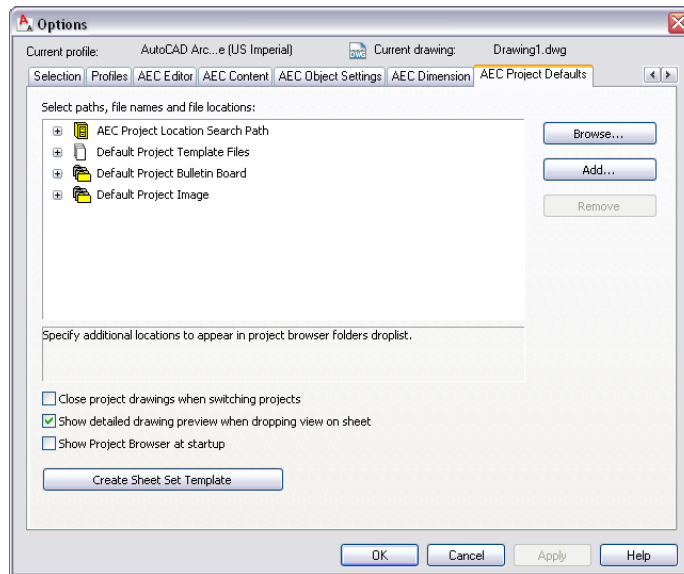 Options
Current profile: AutoCAD Arc...e (US Imperial) Current drawing: Drawing1.dwg
Selection Profiles AEC Editor AEC Content AEC Object Settings AEC Dimension AEC Project Defaults
Select paths, file names and file locations:
AEC Project Location Search Path
Browse...
Default Project Template Files
Add...
Default Project Bulletin Board
Default Project Image
Remove
Specify additional locations to appear in project browser folders droplist.
Close project drawings when switching projects
Show detailed drawing preview when dropping view on sheet
Show Project Browser at startup
Create Sheet Set Template
OK Cancel Apply Help